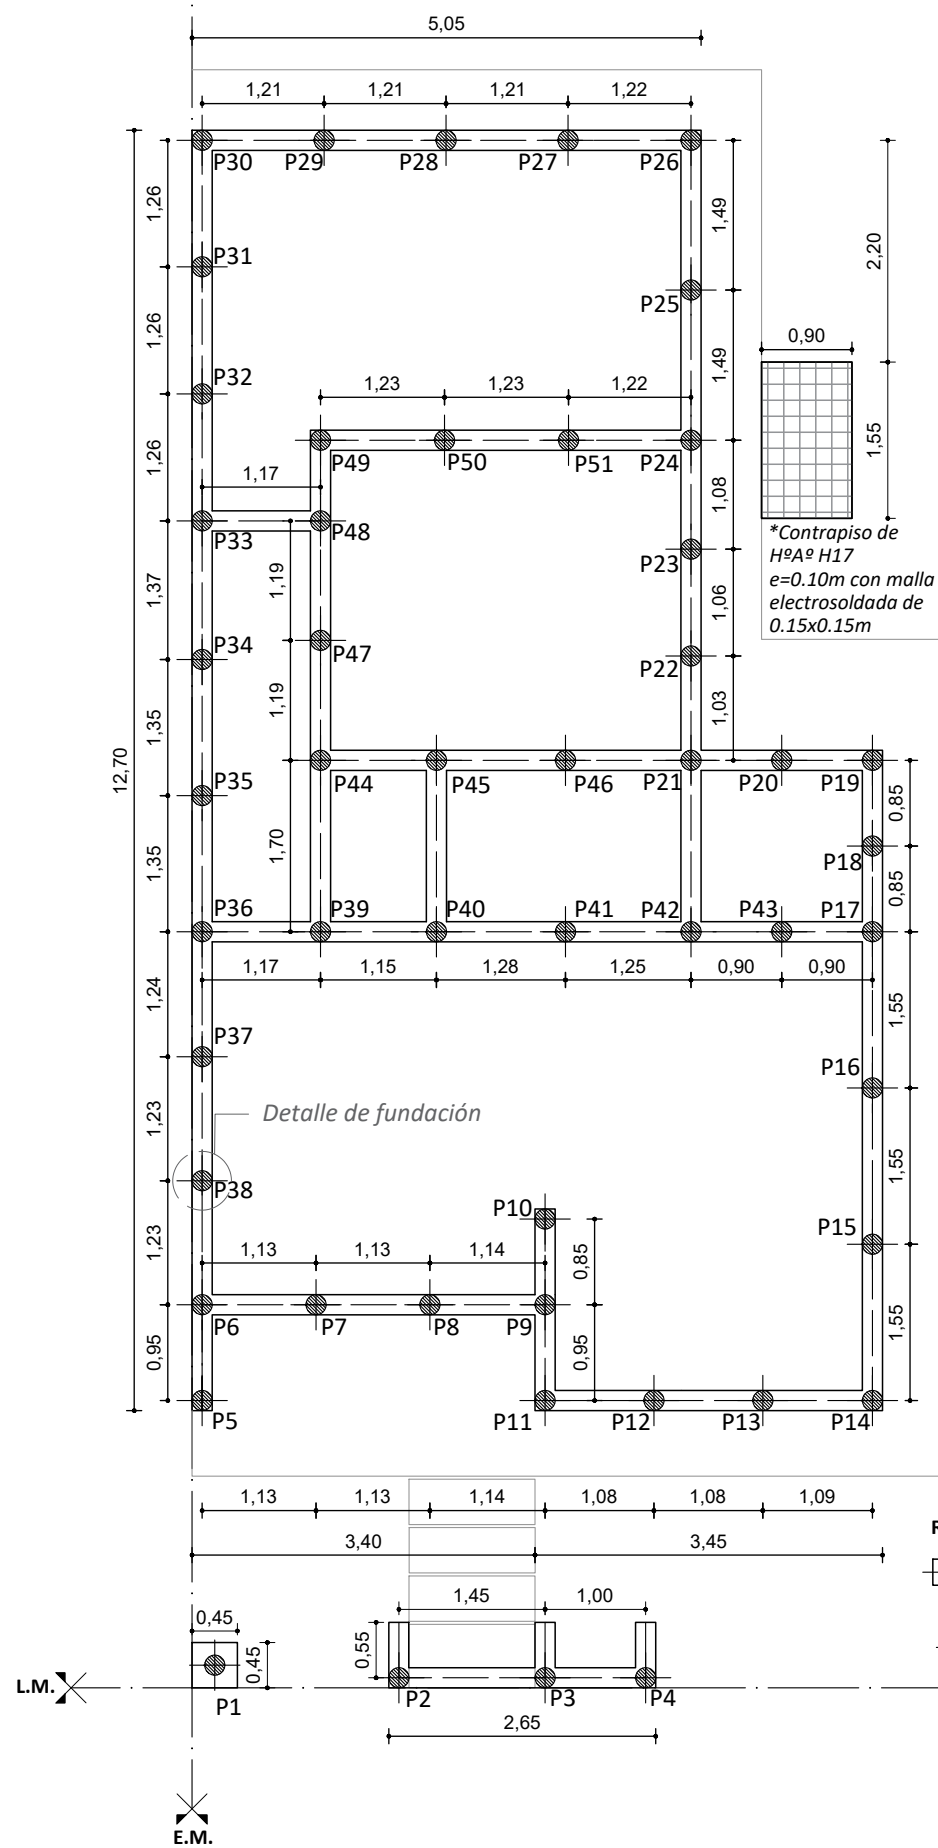 5,05
1,21
1,21
1,21
1,22
P30
P29
P28
P27
P26
1,26
1,49
2,20
P31
P25
1,26
0,90
1,49
P32
1,23
1,23
1,22
1,26
P49
P50
P51
P24
1,55
1,17
1,08
P33
P48
P23
*Contrapiso de
HºAº H17
e=0.10m con malla
electrosoldada de
0.15x0.15m
1,37
1,19
1,06
P34
P47
P22
1,35
1,19
1,03
12,70
P35
P44
P45
P46
P21
P20
P19
0,85
1,70
1,35
P18
0,85
P36
P39
P40
P41
P42
P43
P17
1,17
1,15
1,28
1,25
0,90
0,90
1,24
1,55
P37
P16
1,23
Detalle de fundación
1,55
P38
P10
P15
1,23
1,13
1,13
1,14
0,85
P6
P7
P8
P9
1,55
0,95
0,95
P5
P11
P12
P13
P14
1,13
1,13
1,14
1,08
1,08
1,09
3,40
3,45
R
1,45
1,00
0,45
0,55
0,45
L.M.
P1
P2
P3
P4
2,65
E.M.